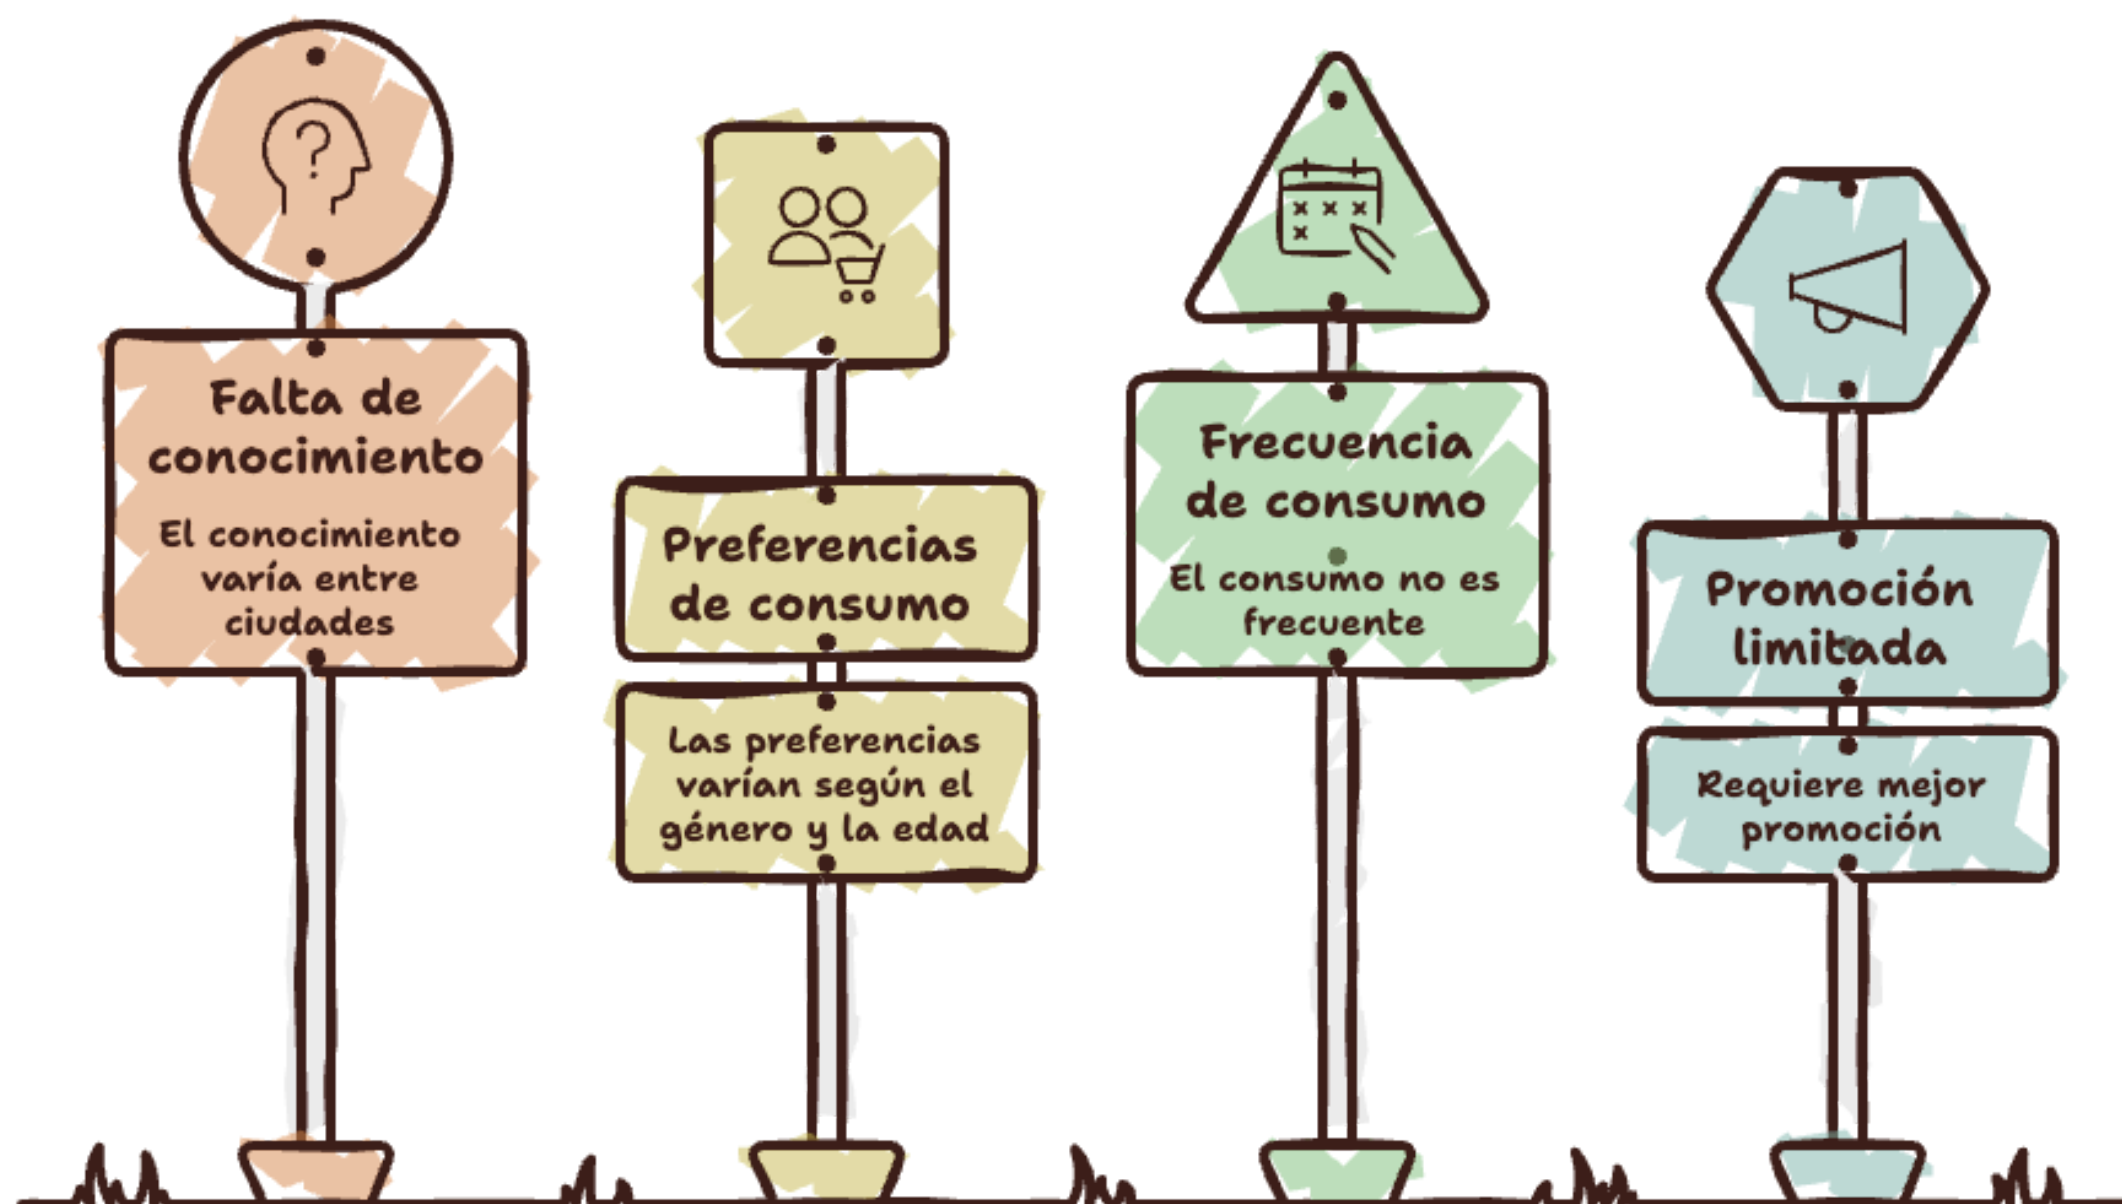 ?
Falta de
conocimiento
El conocimiento
varía entre
ciudades
Preferencias
de consumo
Las preferencias
varían según el
género y la edad
Frecuencia
de consumo
El consumo no es
frecuente
Promoción
limitada
Requiere mejor
promoción